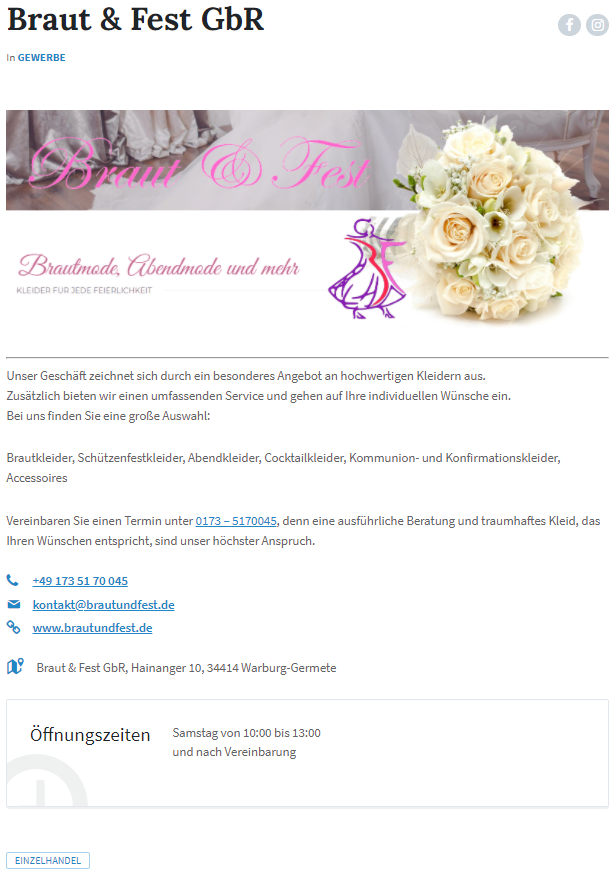 Braut & Fest GbR
In GEWERBE
Braut & Fest
Brautmode, Abendmode und mehr
KLEIDER FÜR JEDE FEIERLICHKEIT
Unser Geschäft zeichnet sich durch ein besonderes Angebot an hochwertigen Kleidern aus.
Zusätzlich bieten wir einen umfassenden Service und gehen auf Ihre individuellen Wünsche ein.
Bei uns finden Sie eine große Auswahl:
Brautkleider, Schützenfestkleider, Abendkleider, Cocktailkleider, Kommunion- und Konfirmationskleider,
Accessoires
Vereinbaren Sie einen Termin unter 0173 – 5170045, denn eine ausführliche Beratung und traumhaftes Kleid, das
Ihren Wünschen entspricht, sind unser höchster Anspruch.
+49 173 51 70 045
kontakt@brautundfest.de
www.brautundfest.de
Braut & Fest GbR, Hainanger 10, 34414 Warburg-Germete
Öffnungszeiten
Samstag von 10:00 bis 13:00
und nach Vereinbarung
EINZELHANDEL